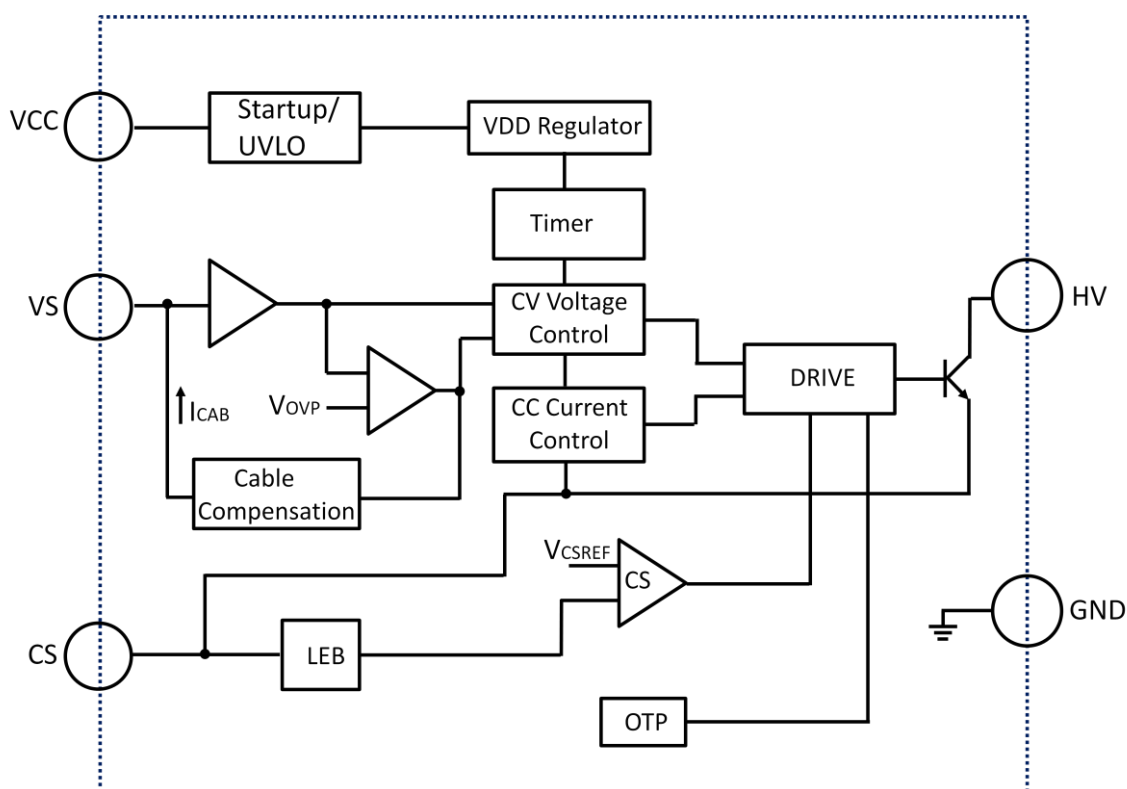 VCC
Startup/
UVLO
VDD Regulator
Timer
VS
CV Voltage
Control
HV
DRIVE
VOVP
ICAB
CC Current
Control
Cable
Compensation
VCSREF
CS
GND
CS
LEB
OTP